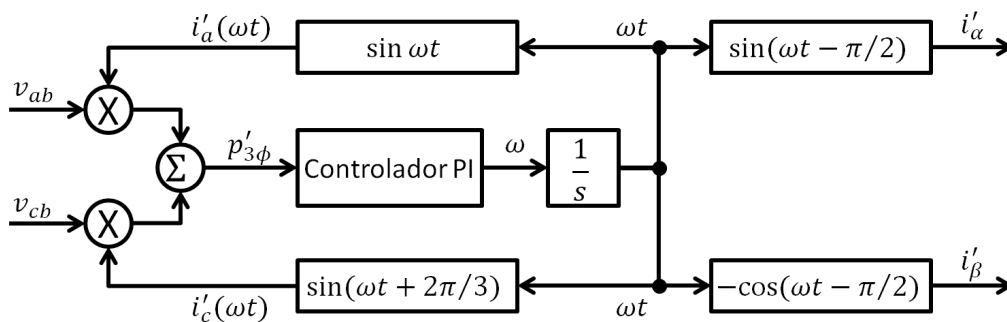 i′ₐ(ωt)
sin ωt
ωt
sin(ωt − π/2)
i′_α
v_ab
X
Σ
p′_3ϕ
Controlador PI
ω
1/s
v_cb
X
i′_c(ωt)
sin(ωt + 2π/3)
ωt
−cos(ωt − π/2)
i′_β